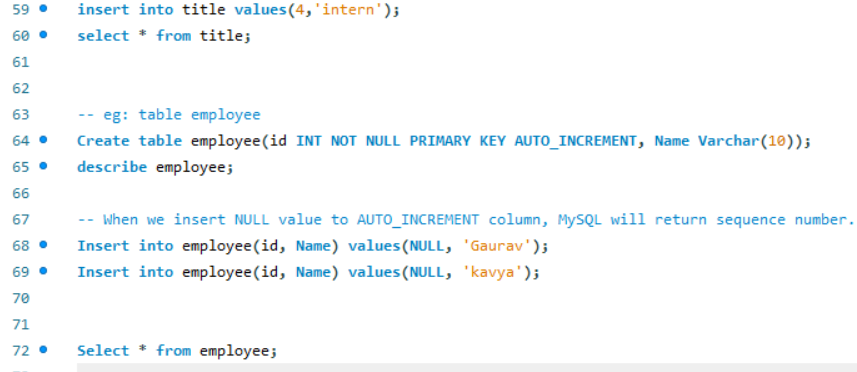 59 insert into title values(4,'intern');
60 select * from title;
61
62
63 -- eg: table employee
64 Create table employee(id INT NOT NULL PRIMARY KEY AUTO_INCREMENT, Name Varchar(10));
65 describe employee;
66
67 -- When we insert NULL value to AUTO_INCREMENT column, MySQL will return sequence number.
68 Insert into employee(id, Name) values(NULL, 'Gaurav');
69 Insert into employee(id, Name) values(NULL, 'kavya');
70
71
72 Select * from employee;